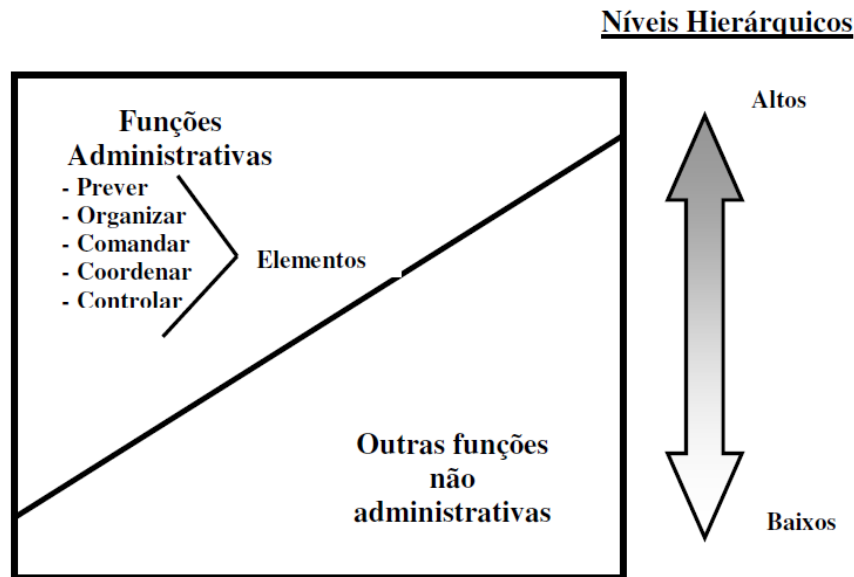 Níveis Hierárquicos
Altos
Funções
Administrativas
- Prever
- Organizar
- Comandar
- Coordenar
- Controlar
Elementos
Outras funções
não
administrativas
Baixos